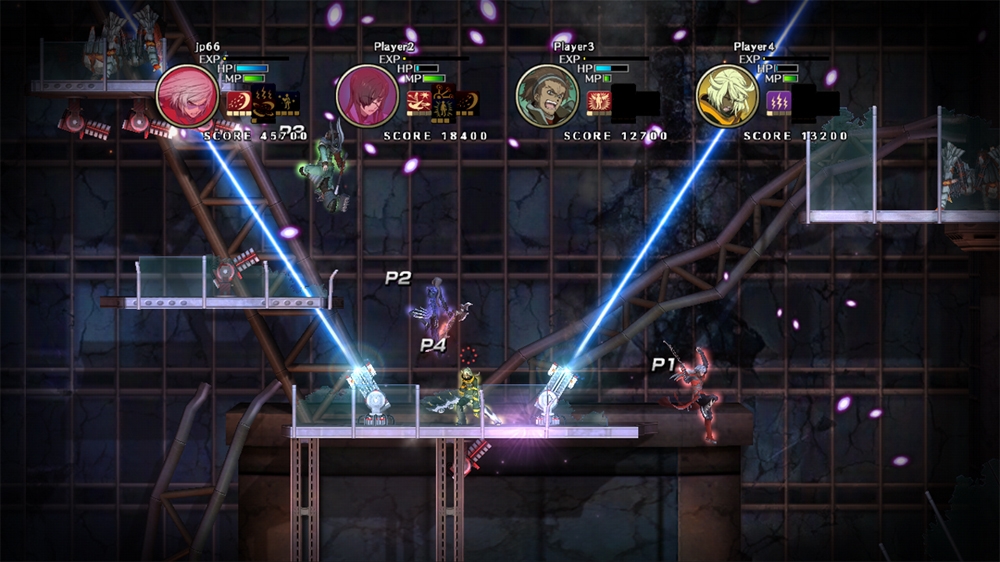 jp66
EXP
HP
MP
SCORE 45700
Player2
EXP
HP
MP
SCORE 18400
Player3
EXP
HP
MP
SCORE 12700
Player4
EXP
HP
MP
SCORE 13200
P3
P2
P4
P1